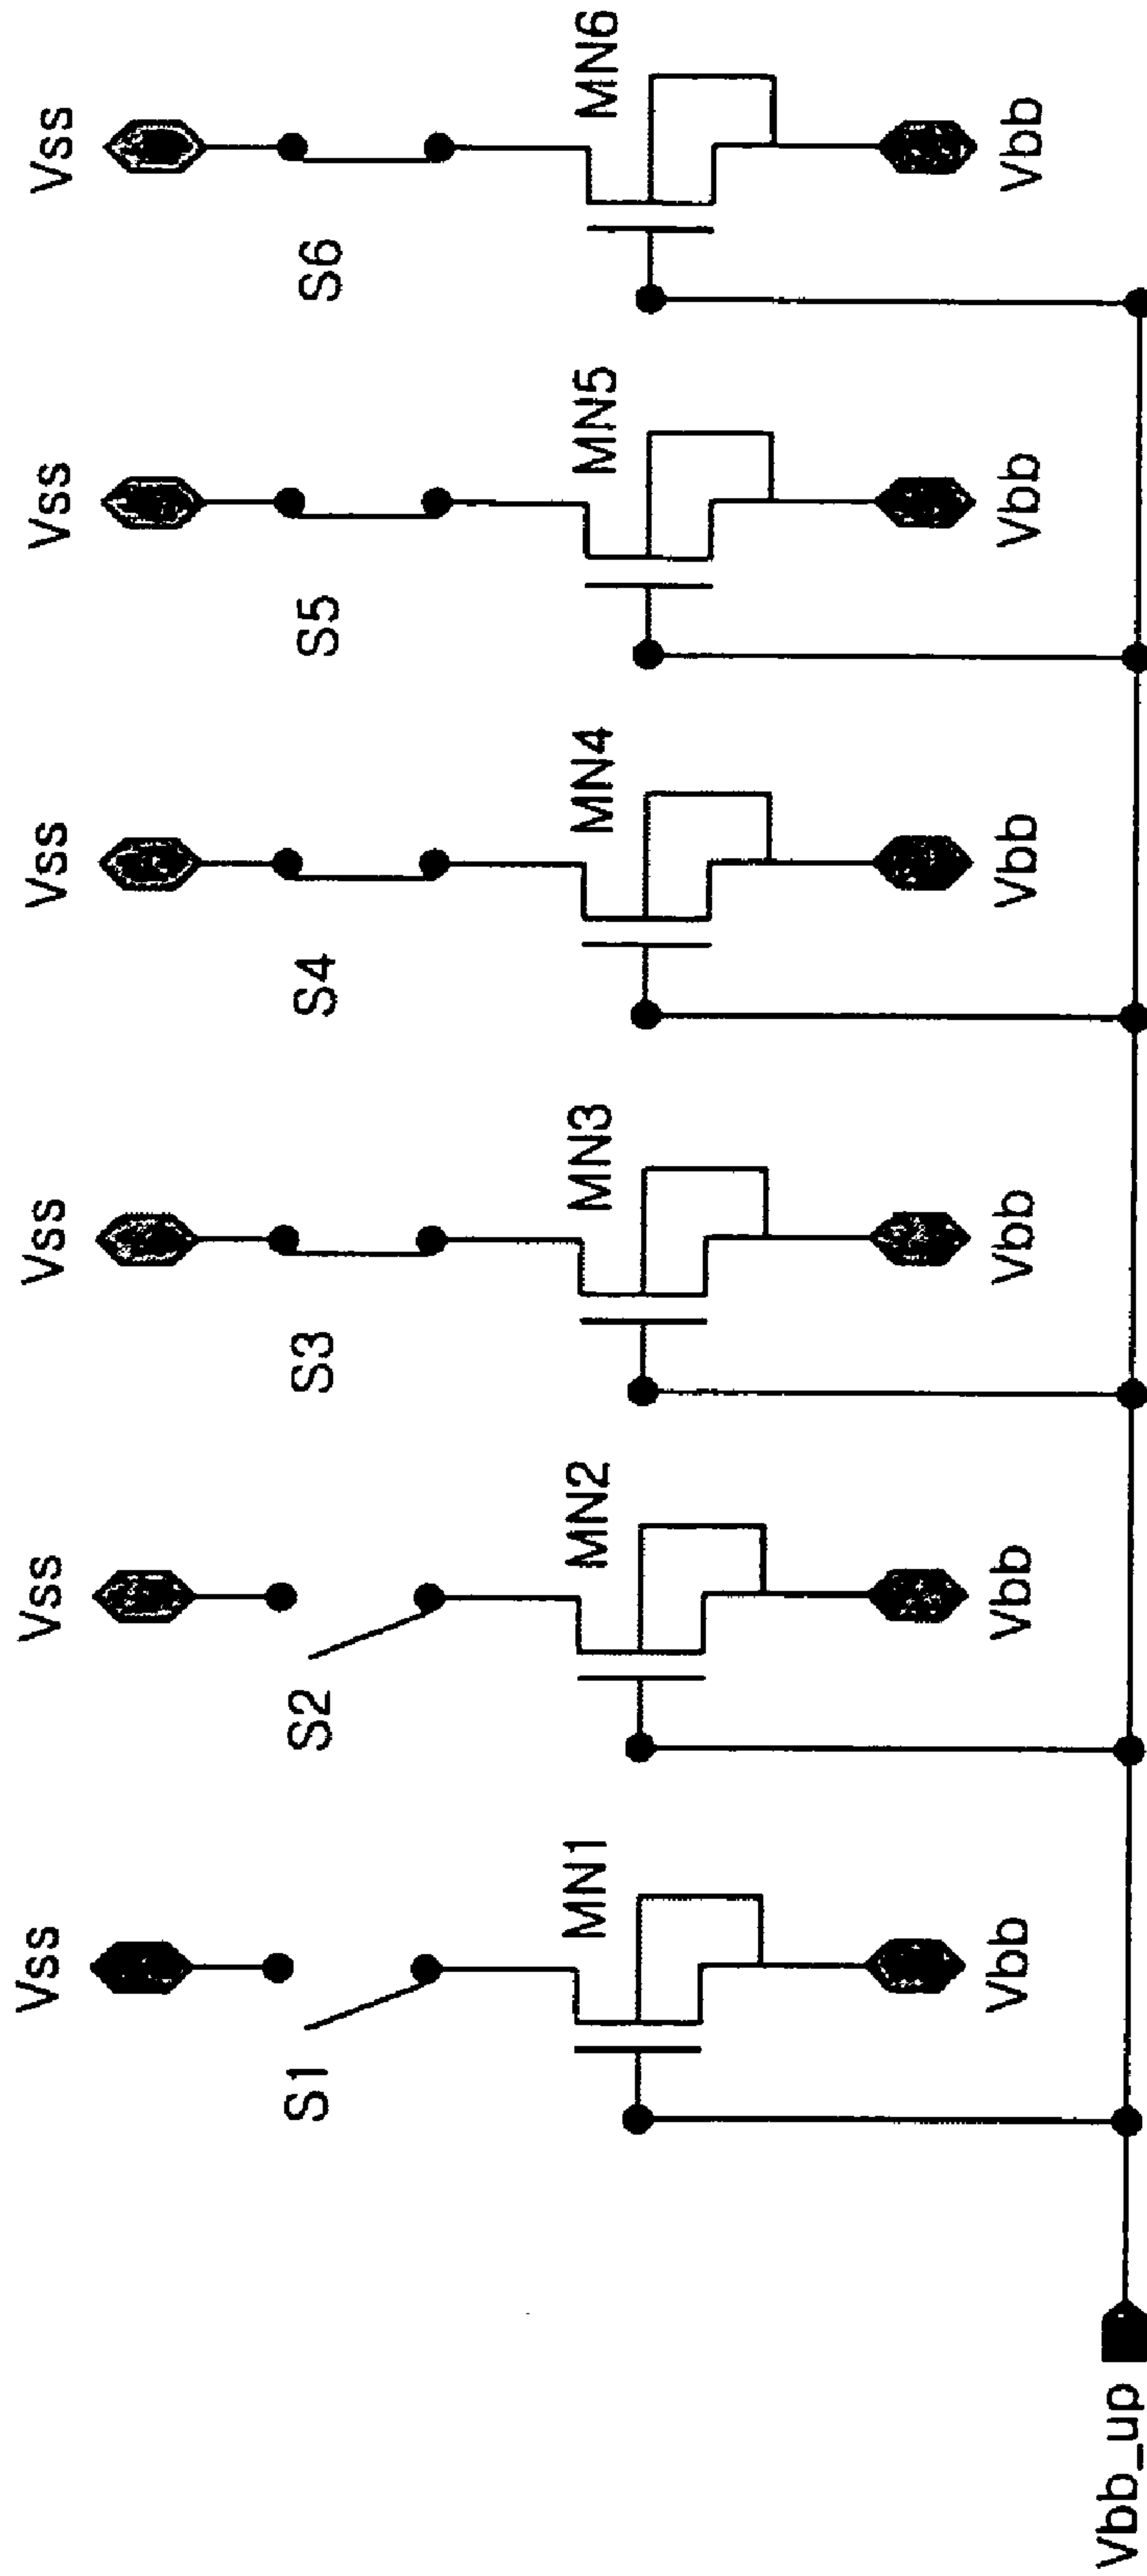 Vss Vss Vss Vss Vss Vss
S1 S2 S3 S4 S5 S6
MN1 MN2 MN3 MN4 MN5 MN6
Vbb Vbb Vbb Vbb Vbb Vbb
Vbb_up